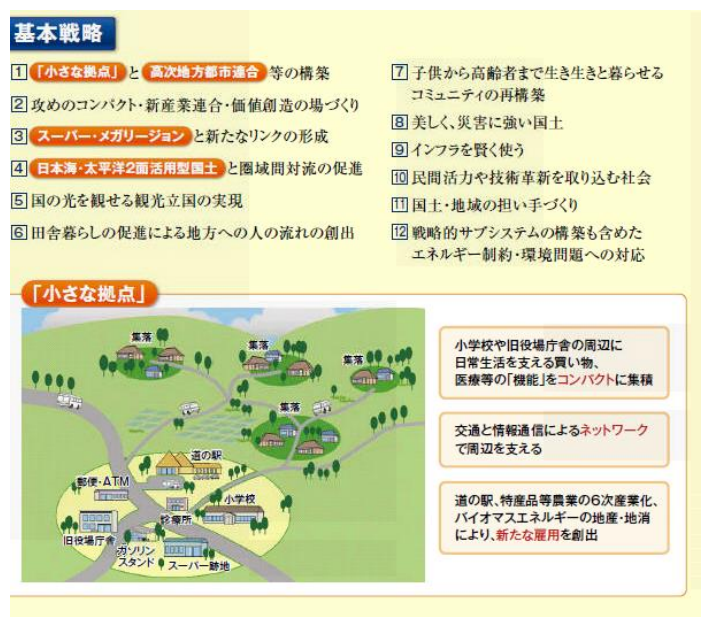 基本戦略
1 「小さな拠点」と 高次地方都市連合 等の構築
2 攻めのコンパクト・新産業連合・価値創造の場づくり
3 スーパー・メガリージョン と新たなリンクの形成
4 日本海・太平洋2面活用型国土 と圏域間対流の促進
5 国の光を観せる観光立国の実現
6 田舎暮らしの促進による地方への人の流れの創出
7 子供から高齢者まで生き生きと暮らせる
コミュニティの再構築
8 美しく、災害に強い国土
9 インフラを賢く使う
10 民間活力や技術革新を取り込む社会
11 国土・地域の担い手づくり
12 戦略的サブシステムの構築も含めた
エネルギー制約・環境問題への対応
「小さな拠点」
集落
集落
集落
集落
道の駅
郵便・ATM
小学校
診療所
旧役場庁舎
ガソリン
スタンド
スーパー跡地
小学校や旧役場庁舎の周辺に
日常生活を支える買い物、
医療等の「機能」をコンパクトに集積
交通と情報通信によるネットワーク
で周辺を支える
道の駅、特産品等農業の6次産業化、
バイオマスエネルギーの地産・地消
により、新たな雇用を創出